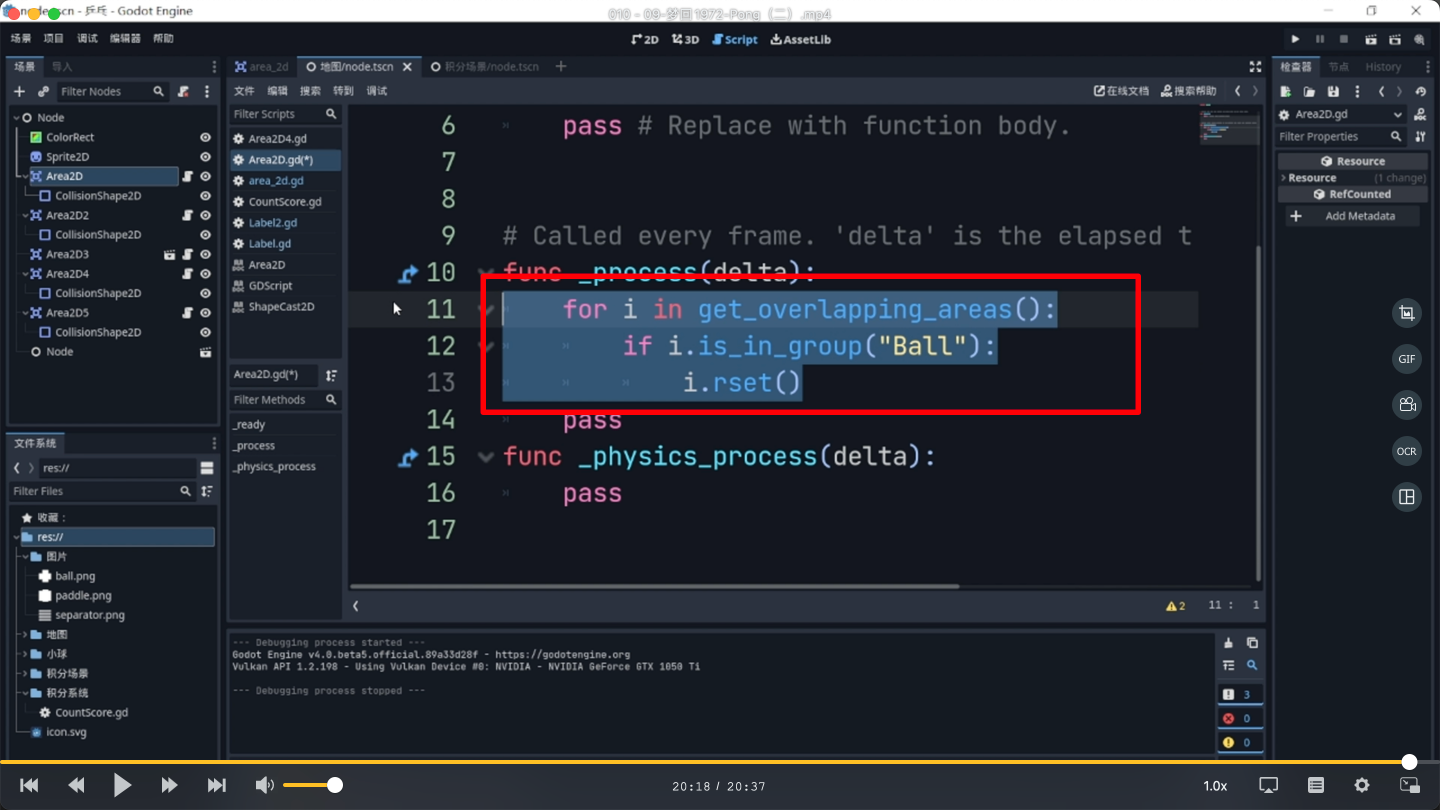 node.tscn - 乒乓 - Godot Engine
010 - 09-梦回1972-Pong（二）.mp4
场景 项目 调试 编辑器 帮助
2D 3D Script AssetLib
场景 导入
Filter Nodes
Node
ColorRect
Sprite2D
Area2D
CollisionShape2D
Area2D2
CollisionShape2D
Area2D3
Area2D4
CollisionShape2D
Area2D5
CollisionShape2D
Node
文件系统
res://
Filter Files
收藏：
res://
图片
ball.png
paddle.png
separator.png
地图
小球
积分场景
积分系统
CountScore.gd
icon.svg
area_2d 地图/node.tscn 积分场景/node.tscn
文件 编辑 搜索 转到 调试 在线文档 搜索帮助
Filter Scripts
Area2D4.gd
Area2D.gd(*)
area_2d.gd
CountScore.gd
Label2.gd
Label.gd
Area2D
GDScript
ShapeCast2D
Area2D.gd(*)
Filter Methods
_ready
_process
_physics_process
6 pass # Replace with function body.
7
8
9 # Called every frame. 'delta' is the elapsed t
10 func _process(delta):
11 for i in get_overlapping_areas():
12 if i.is_in_group("Ball"):
13 i.rset()
14 pass
15 func _physics_process(delta):
16 pass
17
2 11 : 1
--- Debugging process started ---
Godot Engine v4.0.beta5.official.89a33d28f - https://godotengine.org
Vulkan API 1.2.198 - Using Vulkan Device #0: NVIDIA - NVIDIA GeForce GTX 1050 Ti
--- Debugging process stopped ---
3
0
0
检查器 节点 History
Area2D.gd
Filter Properties
Resource
Resource (1 change)
RefCounted
Add Metadata
GIF
OCR
20:18 / 20:37
1.0x